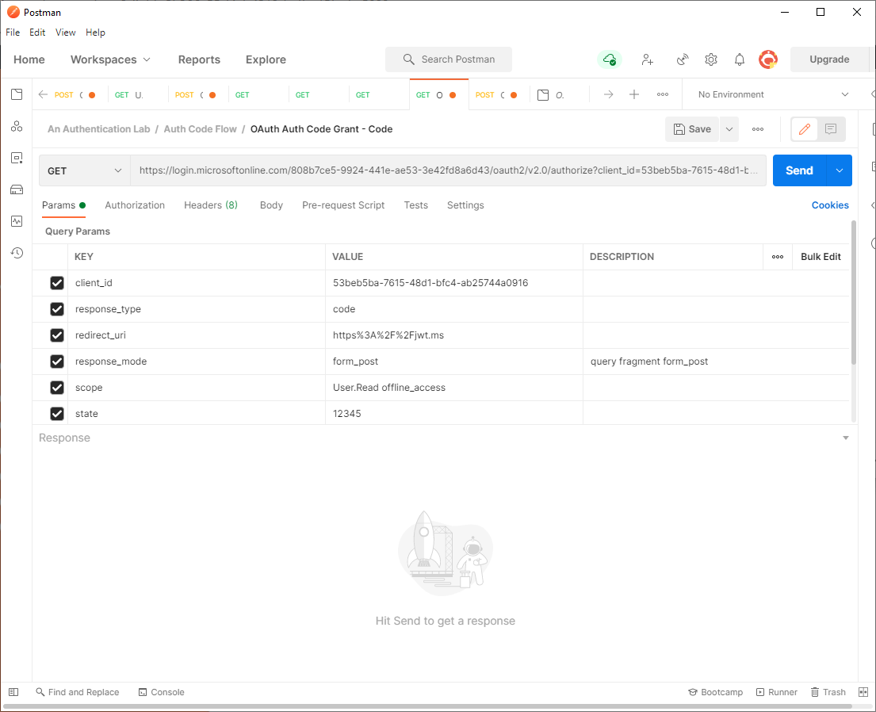 Postman
File Edit View Help
Home Workspaces Reports Explore Search Postman Upgrade
POST GET U. POST GET GET GET GET O POST O. No Environment
An Authentication Lab / Auth Code Flow / OAuth Auth Code Grant - Code Save
GET https://login.microsoftonline.com/808b7ce5-9924-441e-ae53-3e42fd8a6d43/oauth2/v2.0/authorize?client_id=53beb5ba-7615-48d1-b... Send
Params Authorization Headers (8) Body Pre-request Script Tests Settings Cookies
Query Params
KEY VALUE DESCRIPTION Bulk Edit
client_id 53beb5ba-7615-48d1-bfc4-ab25744a0916
response_type code
redirect_uri https%3A%2F%2Fjwt.ms
response_mode form_post query fragment form_post
scope User.Read offline_access
state 12345
Response
Hit Send to get a response
Find and Replace Console Bootcamp Runner Trash